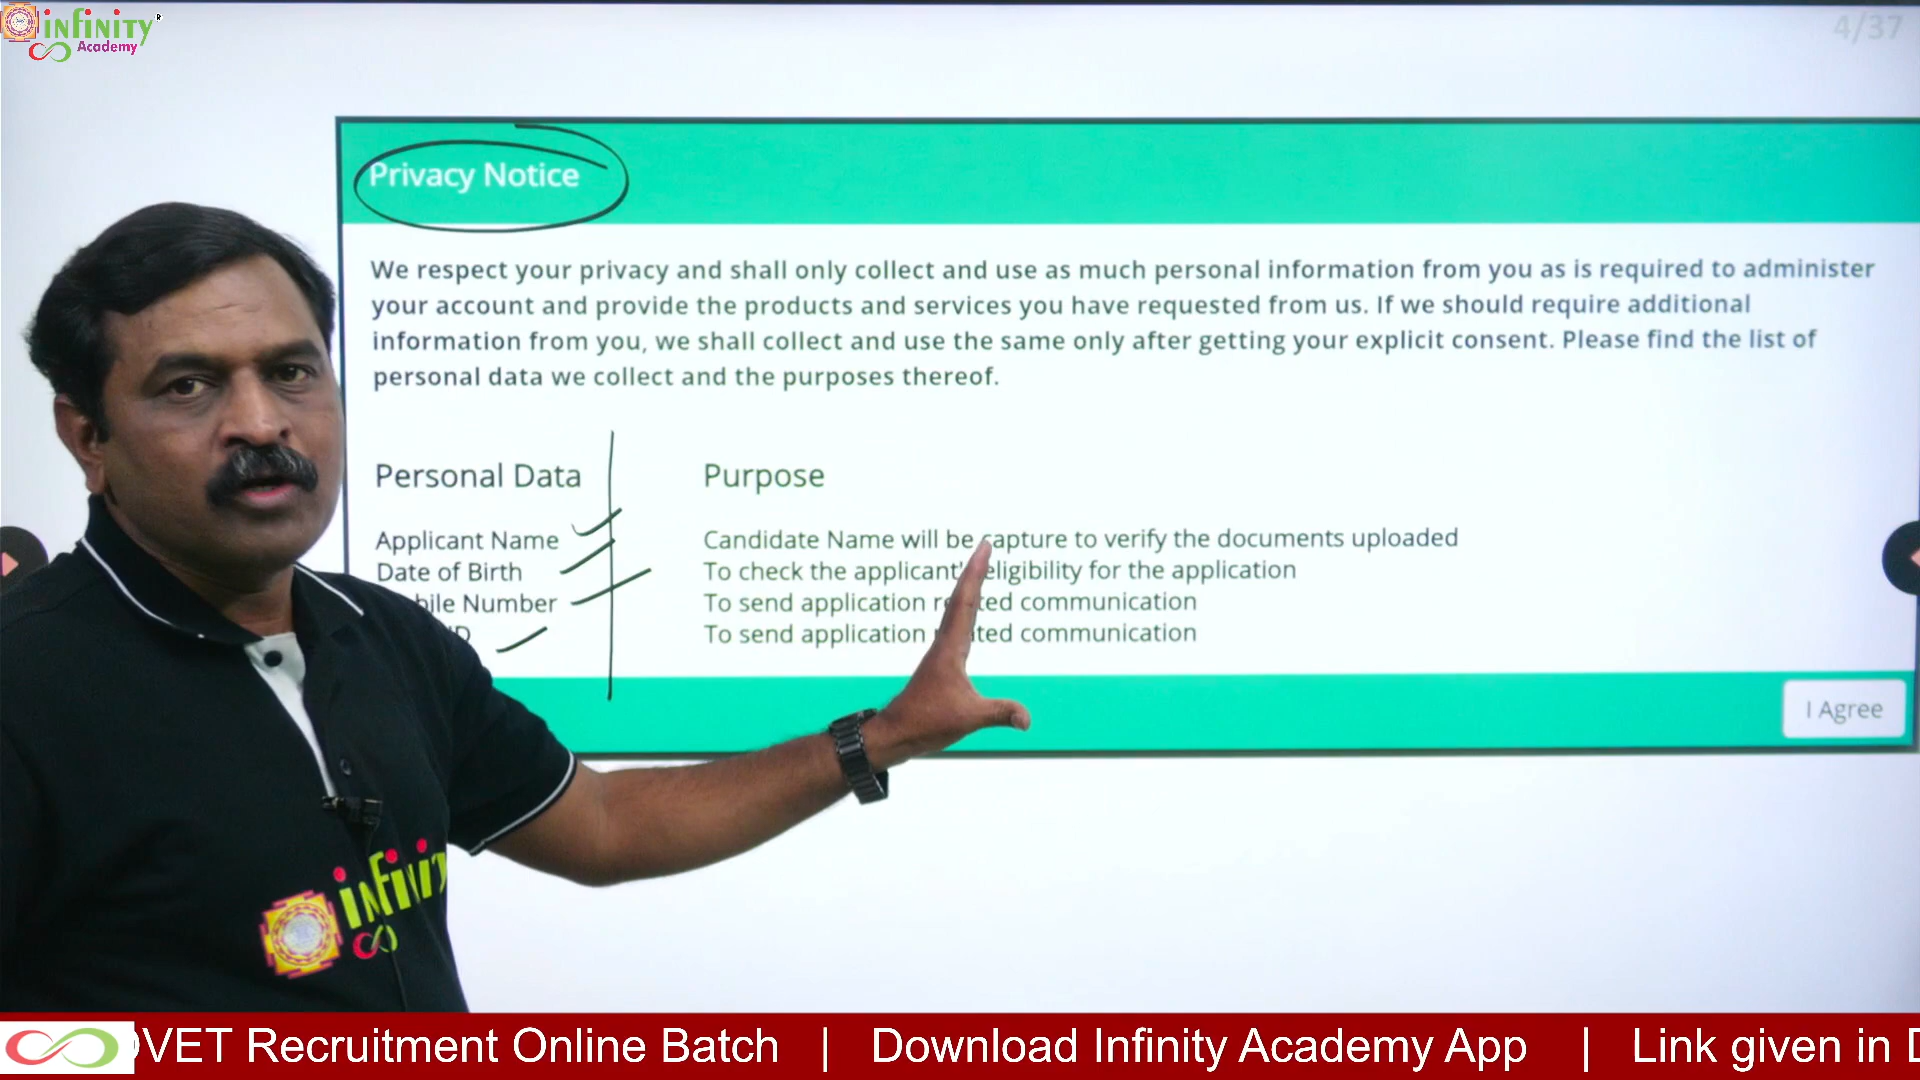 infinity
Academy
4/37
Privacy Notice
We respect your privacy and shall only collect and use as much personal information from you as is required to administer
your account and provide the products and services you have requested from us. If we should require additional
information from you, we shall collect and use the same only after getting your explicit consent. Please find the list of
personal data we collect and the purposes thereof.
Personal Data Purpose
Applicant Name Candidate Name will be capture to verify the documents uploaded
Date of Birth To check the applicant' eligibility for the application
bile Number To send application communication
ID To send application communication
I Agree
infinit
VET Recruitment Online Batch | Download Infinity Academy App | Link given in D